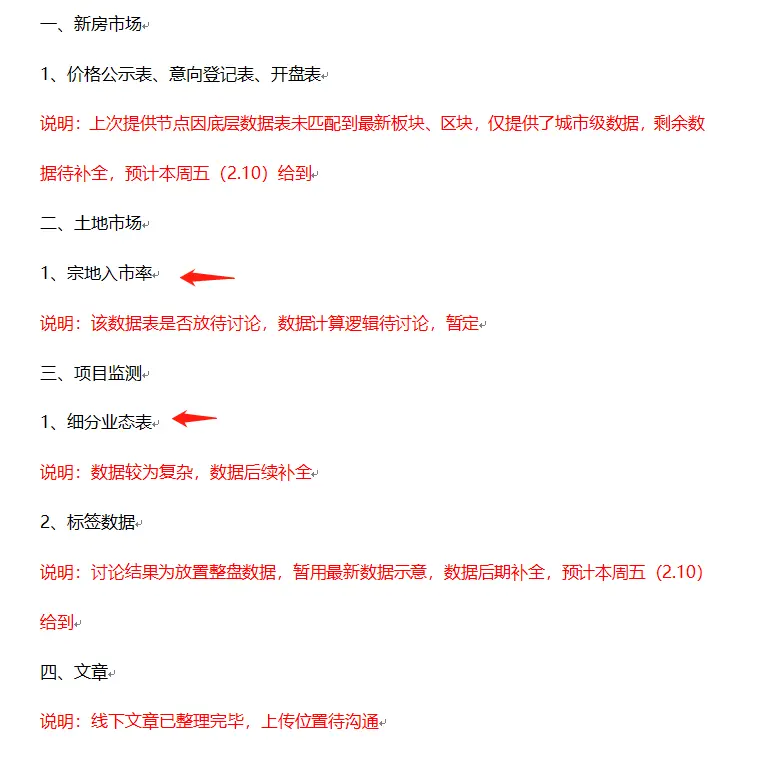 一、新房市场
1、价格公示表、意向登记表、开盘表
说明：上次提供节点因底层数据表未匹配到最新板块、区块，仅提供了城市级数据，剩余数
据待补全，预计本周五（2.10）给到
二、土地市场
1、宗地入市率
说明：该数据表是否放待讨论，数据计算逻辑待讨论，暂定
三、项目监测
1、细分业态表
说明：数据较为复杂，数据后续补全
2、标签数据
说明：讨论结果为放置整盘数据，暂用最新数据示意，数据后期补全，预计本周五（2.10）
给到
四、文章
说明：线下文章已整理完毕，上传位置待沟通